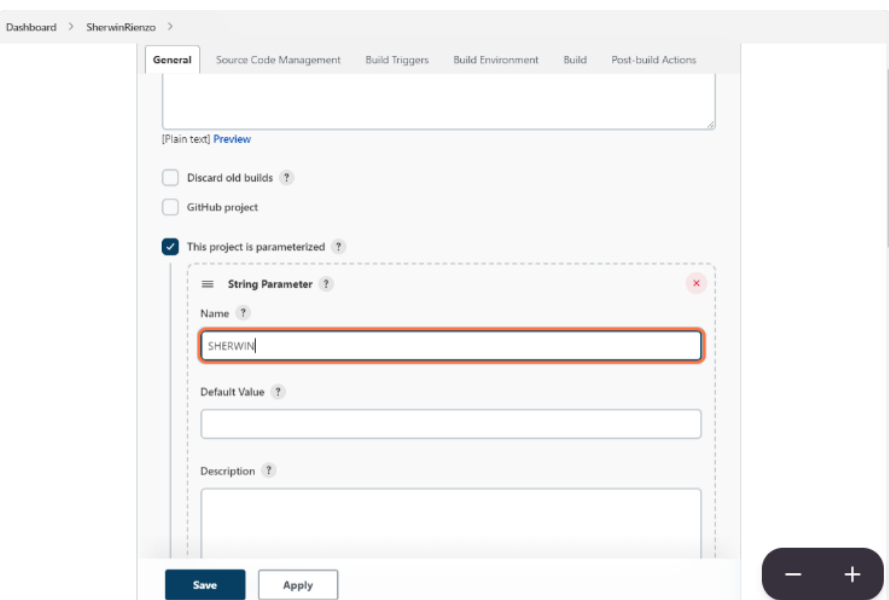 Dashboard > SherwinRienzo >
General Source Code Management Build Triggers Build Environment Build Post-build Actions
[Plain text] Preview
Discard old builds ?
GitHub project
This project is parameterized ?
String Parameter ?
Name ?
SHERWIN
Default Value ?
Description ?
Save Apply